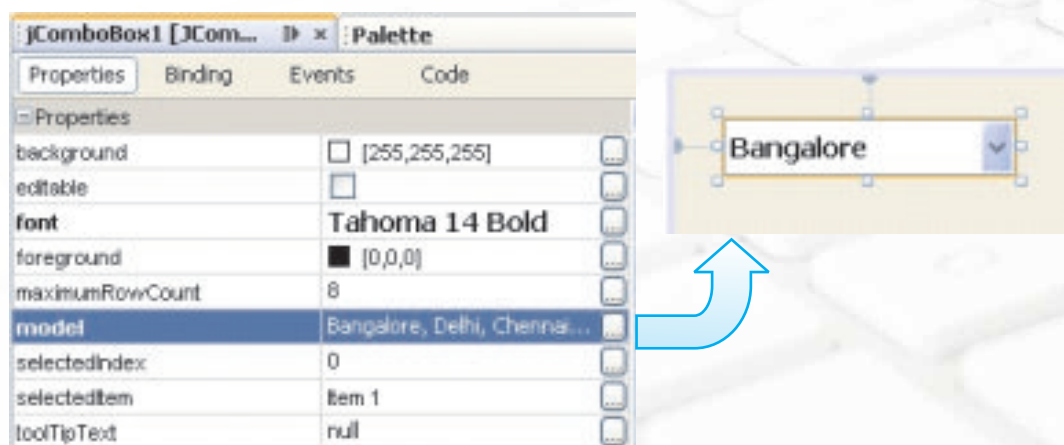 jComboBox1 [JCom... Palette
Properties Binding Events Code
Properties
background [255,255,255] ...
editable ...
font Tahoma 14 Bold ...
foreground [0,0,0] ...
maximumRowCount 8 ...
model Bangalore, Delhi, Chennai... ...
selectedIndex 0 ...
selectedItem Item 1 ...
toolTipText null ...
Bangalore